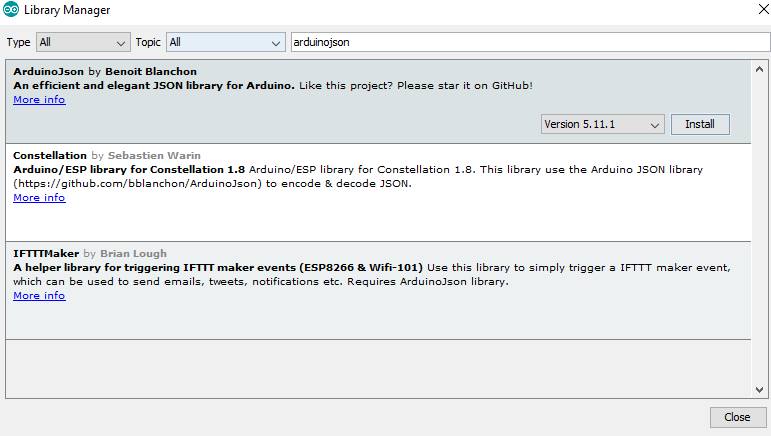 Library Manager
Type All Topic All arduinojson
ArduinoJson by Benoit Blanchon
An efficient and elegant JSON library for Arduino. Like this project? Please star it on GitHub!
More info
Version 5.11.1 Install
Constellation by Sebastien Warin
Arduino/ESP library for Constellation 1.8 Arduino/ESP library for Constellation 1.8. This library use the Arduino JSON library
(https://github.com/bblanchon/ArduinoJson) to encode & decode JSON.
More info
IFTTTMaker by Brian Lough
A helper library for triggering IFTTT maker events (ESP8266 & Wifi-101) Use this library to simply trigger a IFTTT maker event,
which can be used to send emails, tweets, notifications etc. Requires ArduinoJson library.
More info
Close